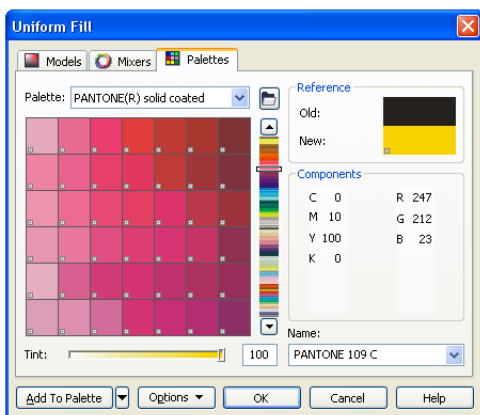 Uniform Fill
Models Mixers Palettes
Palette: PANTONE(R) solid coated
Reference
Old:
New:
Components
C 0 R 247
M 10 G 212
Y 100 B 23
K 0
Name:
Tint: 100 PANTONE 109 C
Add To Palette Options OK Cancel Help